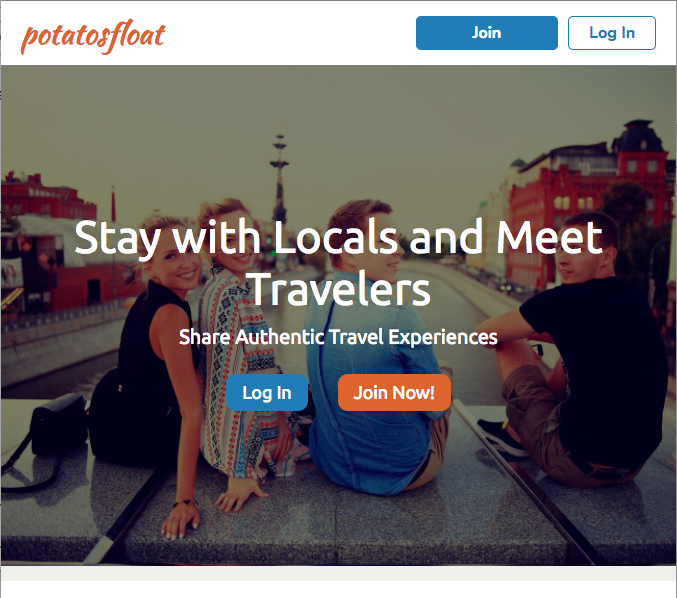 potatosfloat
Join
Log In
Stay with Locals and Meet
Travelers
Share Authentic Travel Experiences
Log In
Join Now!